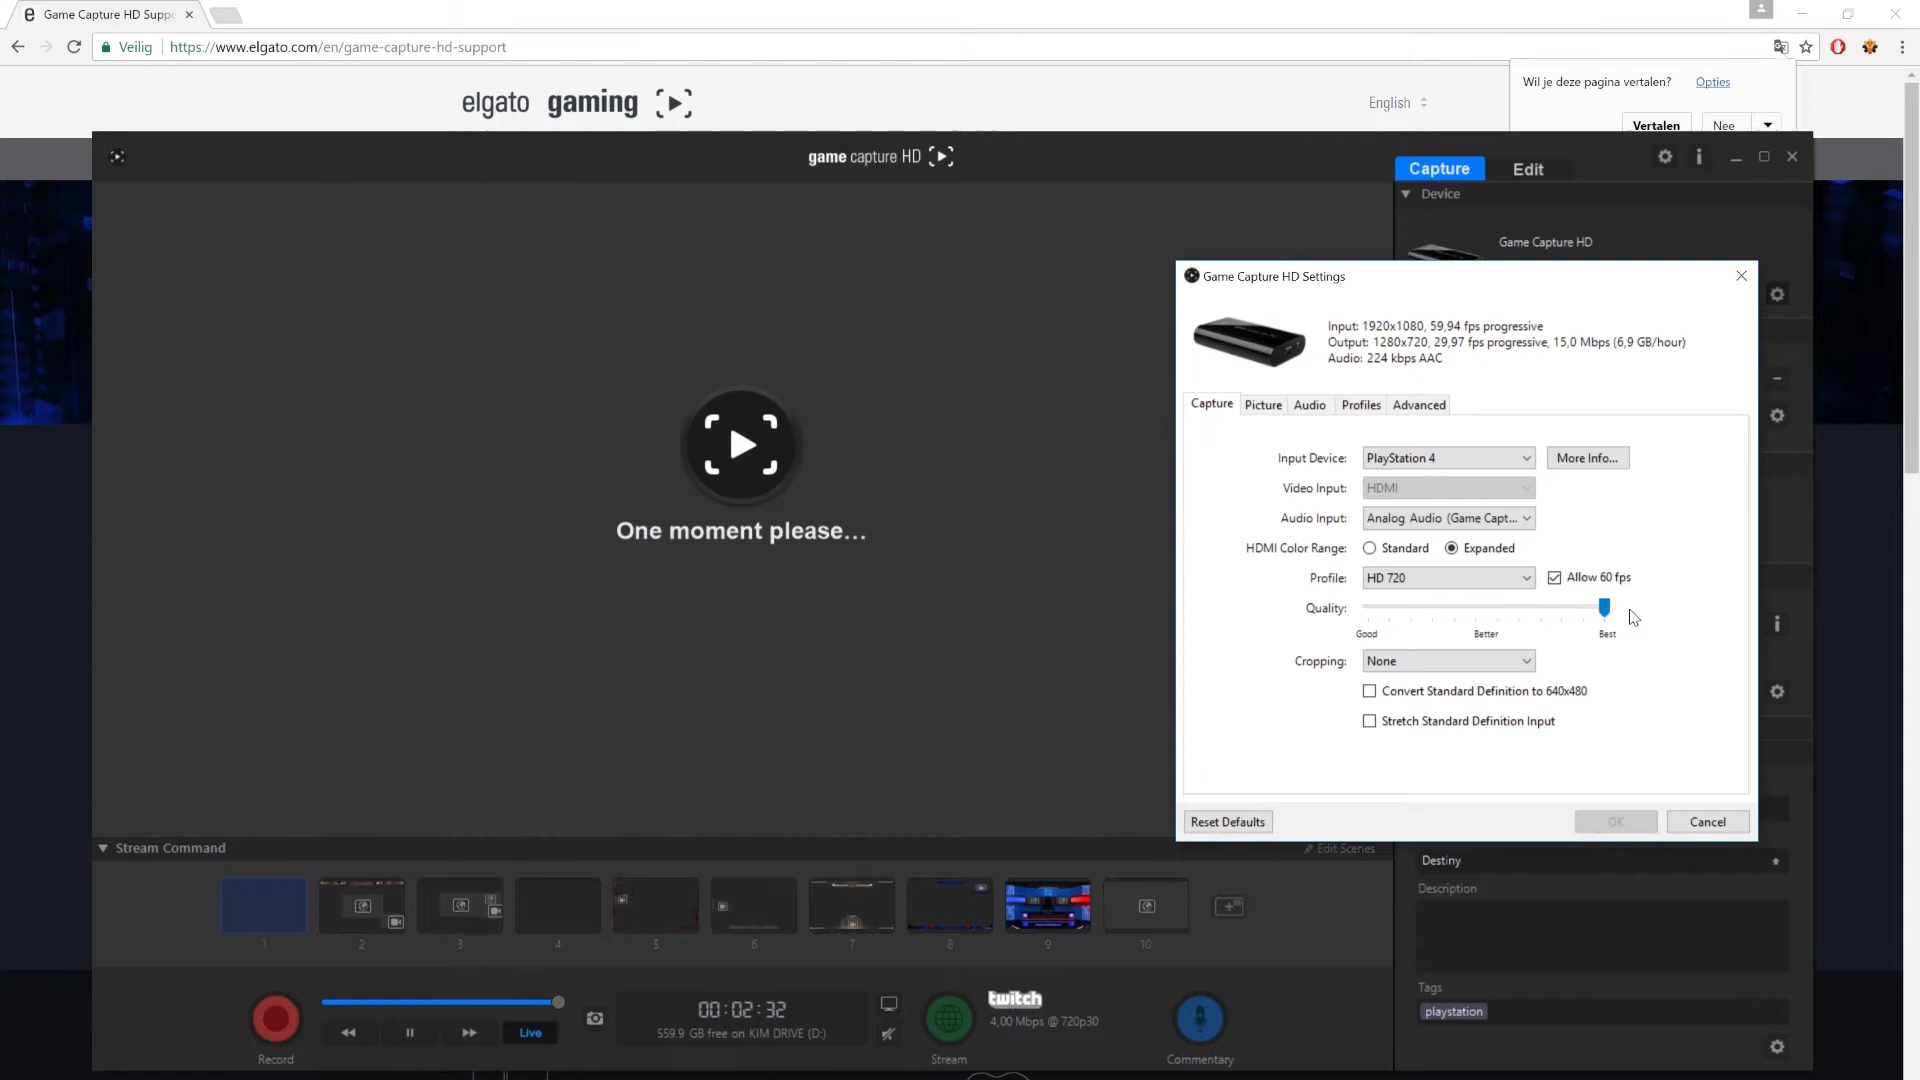 Game Capture HD Supp
Veilig
https://www.elgato.com/en/game-capture-hd-support
Wil je deze pagina vertalen? Opties
Vertalen Nee
elgato gaming
English
game capture HD
Capture Edit
Device
Game Capture HD
Game Capture HD Settings
Input: 1920x1080, 59,94 fps progressive
Output: 1280x720, 29,97 fps progressive, 15,0 Mbps (6,9 GB/hour)
Audio: 224 kbps AAC
Capture Picture Audio Profiles Advanced
Input Device: PlayStation 4 More Info...
Video Input: HDMI
Audio Input: Analog Audio (Game Capt...
HDMI Color Range: Standard Expanded
Profile: HD 720 Allow 60 fps
Quality:
Good Better Best
Cropping: None
Convert Standard Definition to 640x480
Stretch Standard Definition Input
Reset Defaults OK Cancel
One moment please...
Stream Command
Edit Scenes
1 2 3 4 5 6 7 8 9 10
Destiny
Description
Tags
playstation
00:02:32
559.9 GB free on KIM DRIVE (D:)
Live
Record
twitch
4,00 Mbps @ 720p30
Stream
Commentary